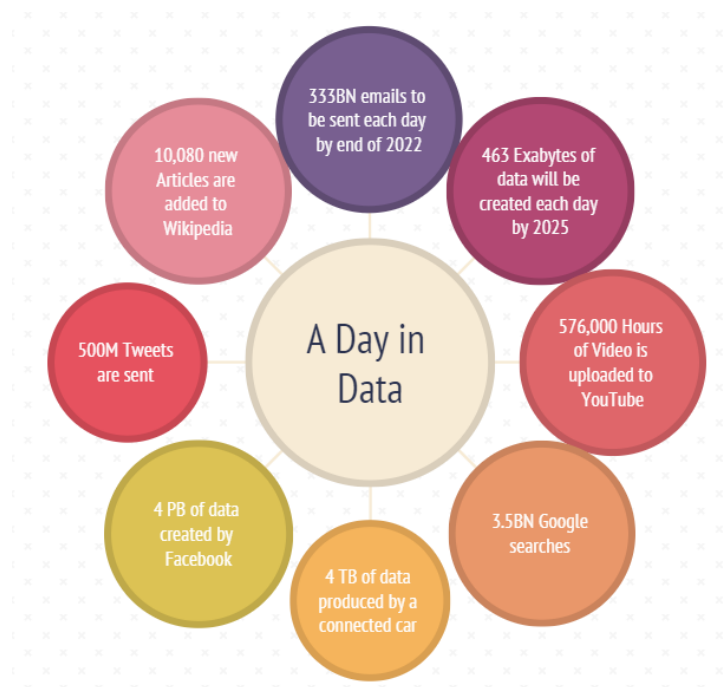 333BN emails to
be sent each day
by end of 2022
463 Exabytes of
data will be
created each day
by 2025
576,000 Hours
of Video is
uploaded to
YouTube
3.5BN Google
searches
4 TB of data
produced by a
connected car
4 PB of data
created by
Facebook
500M Tweets
are sent
10,080 new
Articles are
added to
Wikipedia
A Day in
Data